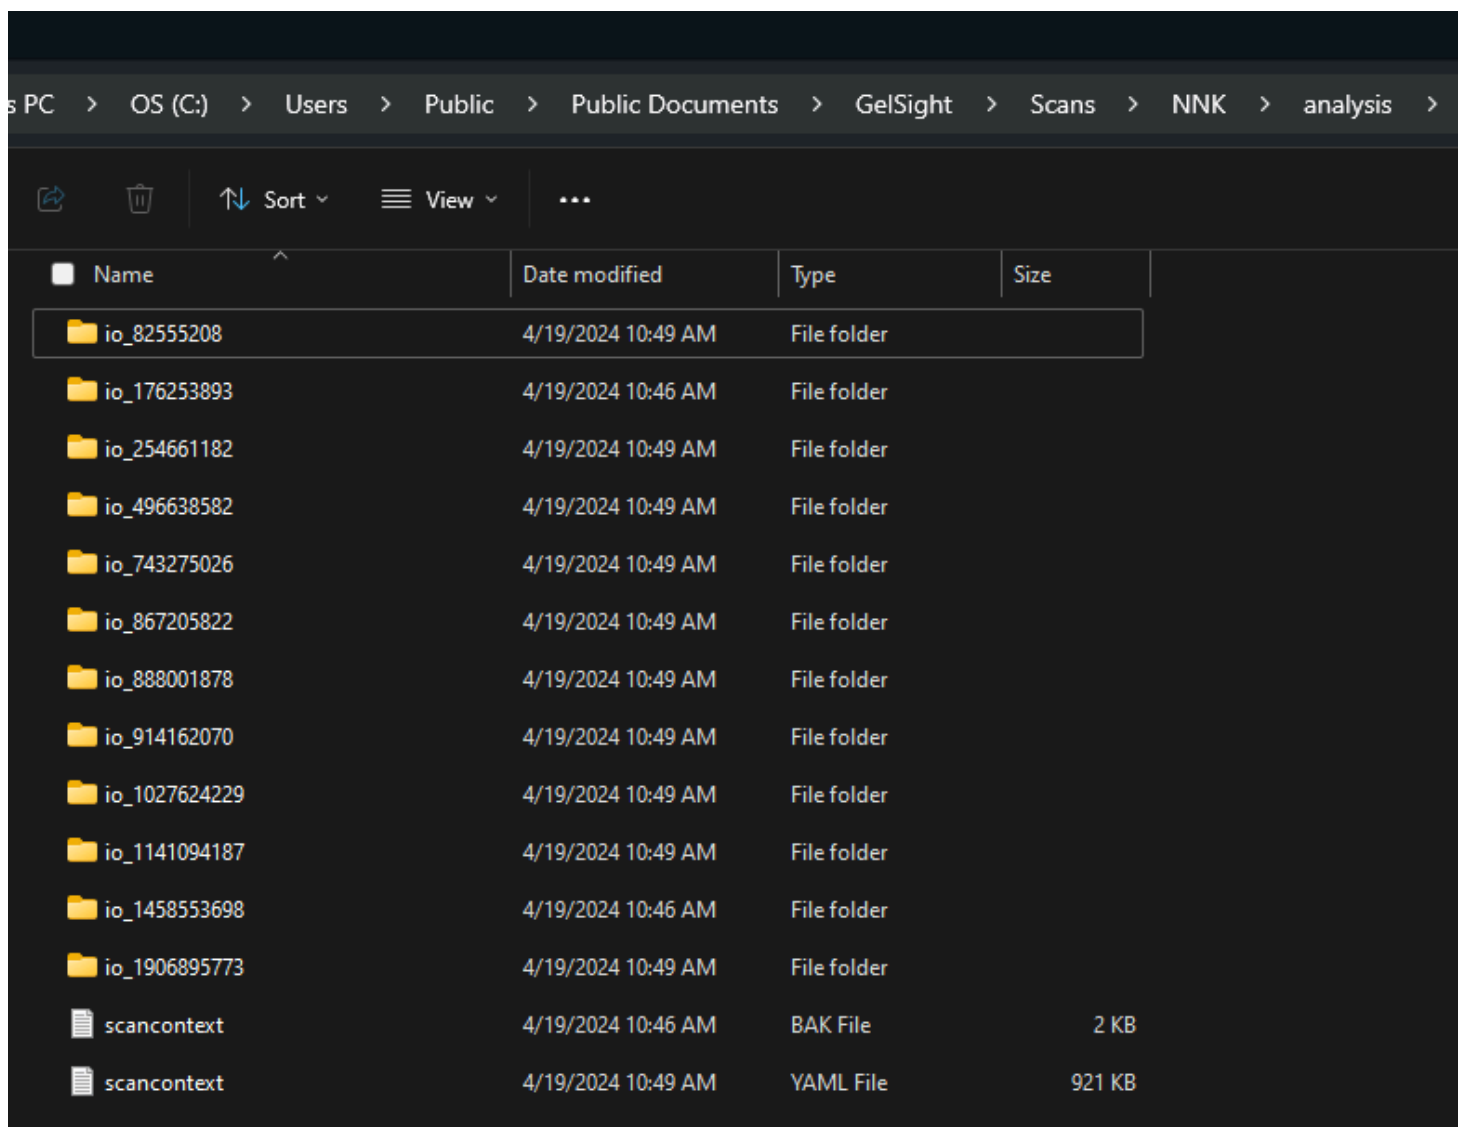 s PC > OS (C:) > Users > Public > Public Documents > GelSight > Scans > NNK > analysis >
Sort View ...
Name Date modified Type Size
io_82555208 4/19/2024 10:49 AM File folder
io_176253893 4/19/2024 10:46 AM File folder
io_254661182 4/19/2024 10:49 AM File folder
io_496638582 4/19/2024 10:49 AM File folder
io_743275026 4/19/2024 10:49 AM File folder
io_867205822 4/19/2024 10:49 AM File folder
io_888001878 4/19/2024 10:49 AM File folder
io_914162070 4/19/2024 10:49 AM File folder
io_1027624229 4/19/2024 10:49 AM File folder
io_1141094187 4/19/2024 10:49 AM File folder
io_1458553698 4/19/2024 10:46 AM File folder
io_1906895773 4/19/2024 10:49 AM File folder
scancontext 4/19/2024 10:46 AM BAK File 2 KB
scancontext 4/19/2024 10:49 AM YAML File 921 KB